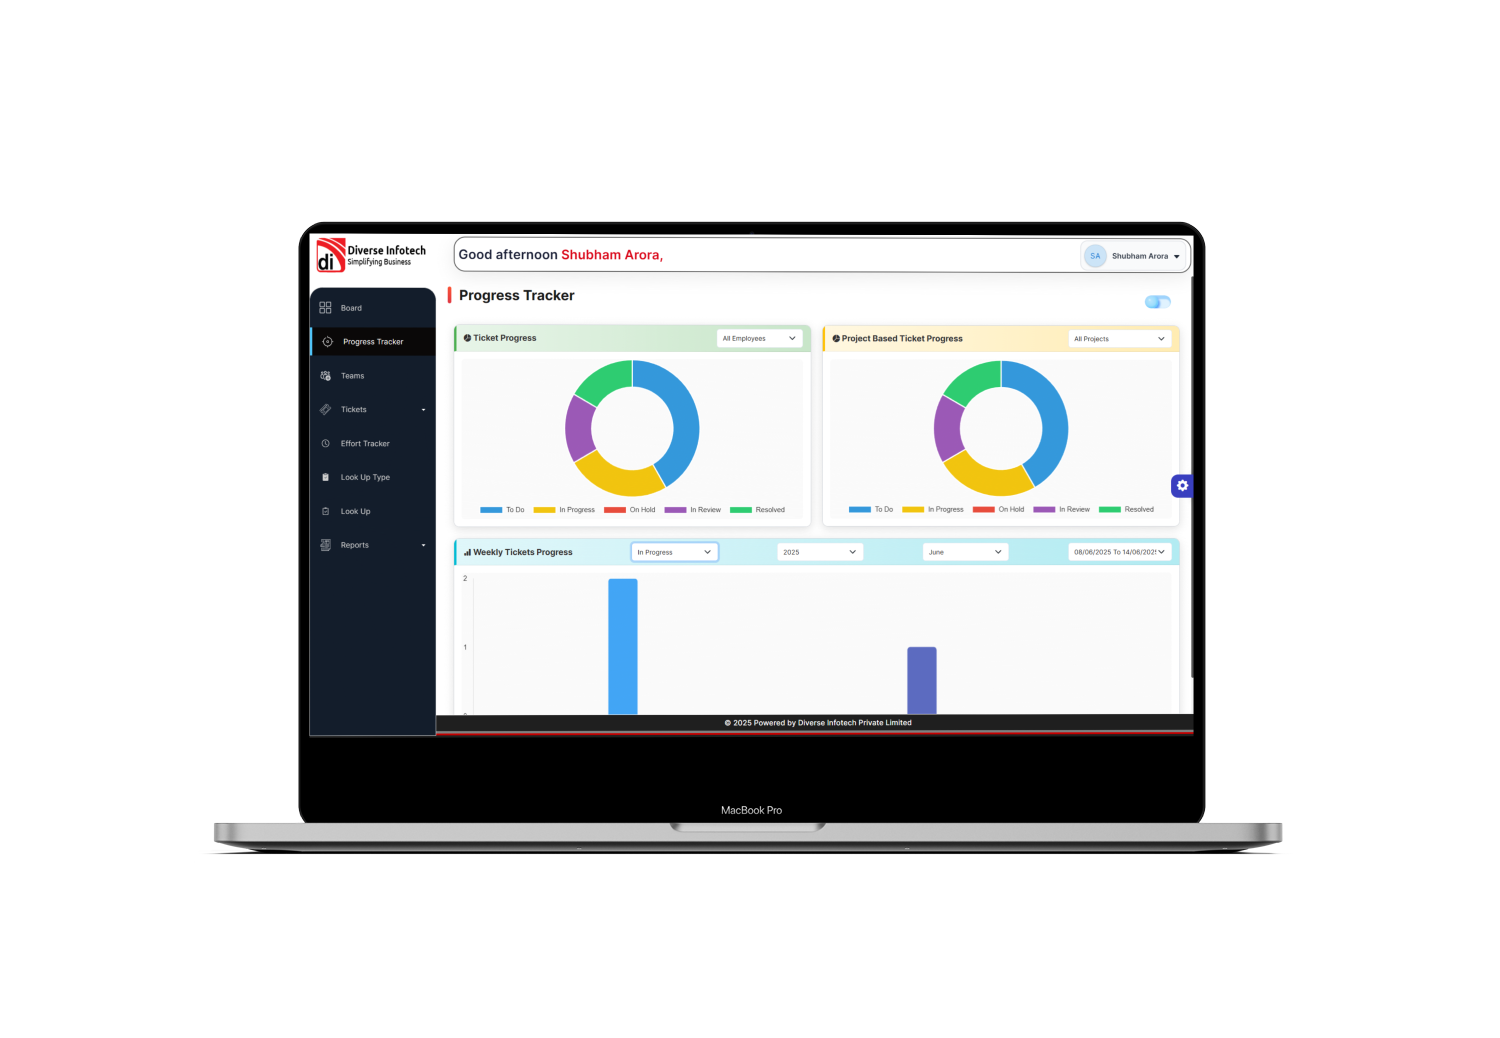 di
Diverse Infotech
Simplifying Business
Good afternoon Shubham Arora,
SA
Shubham Arora
Board
Progress Tracker
Teams
Tickets
Effort Tracker
Look Up Type
Look Up
Reports
Progress Tracker
Ticket Progress
All Employees
To Do
In Progress
On Hold
In Review
Resolved
Project Based Ticket Progress
All Projects
To Do
In Progress
On Hold
In Review
Resolved
Weekly Tickets Progress
In Progress
2025
June
08/06/2025 To 14/06/202
2
1
© 2025 Powered by Diverse Infotech Private Limited
MacBook Pro